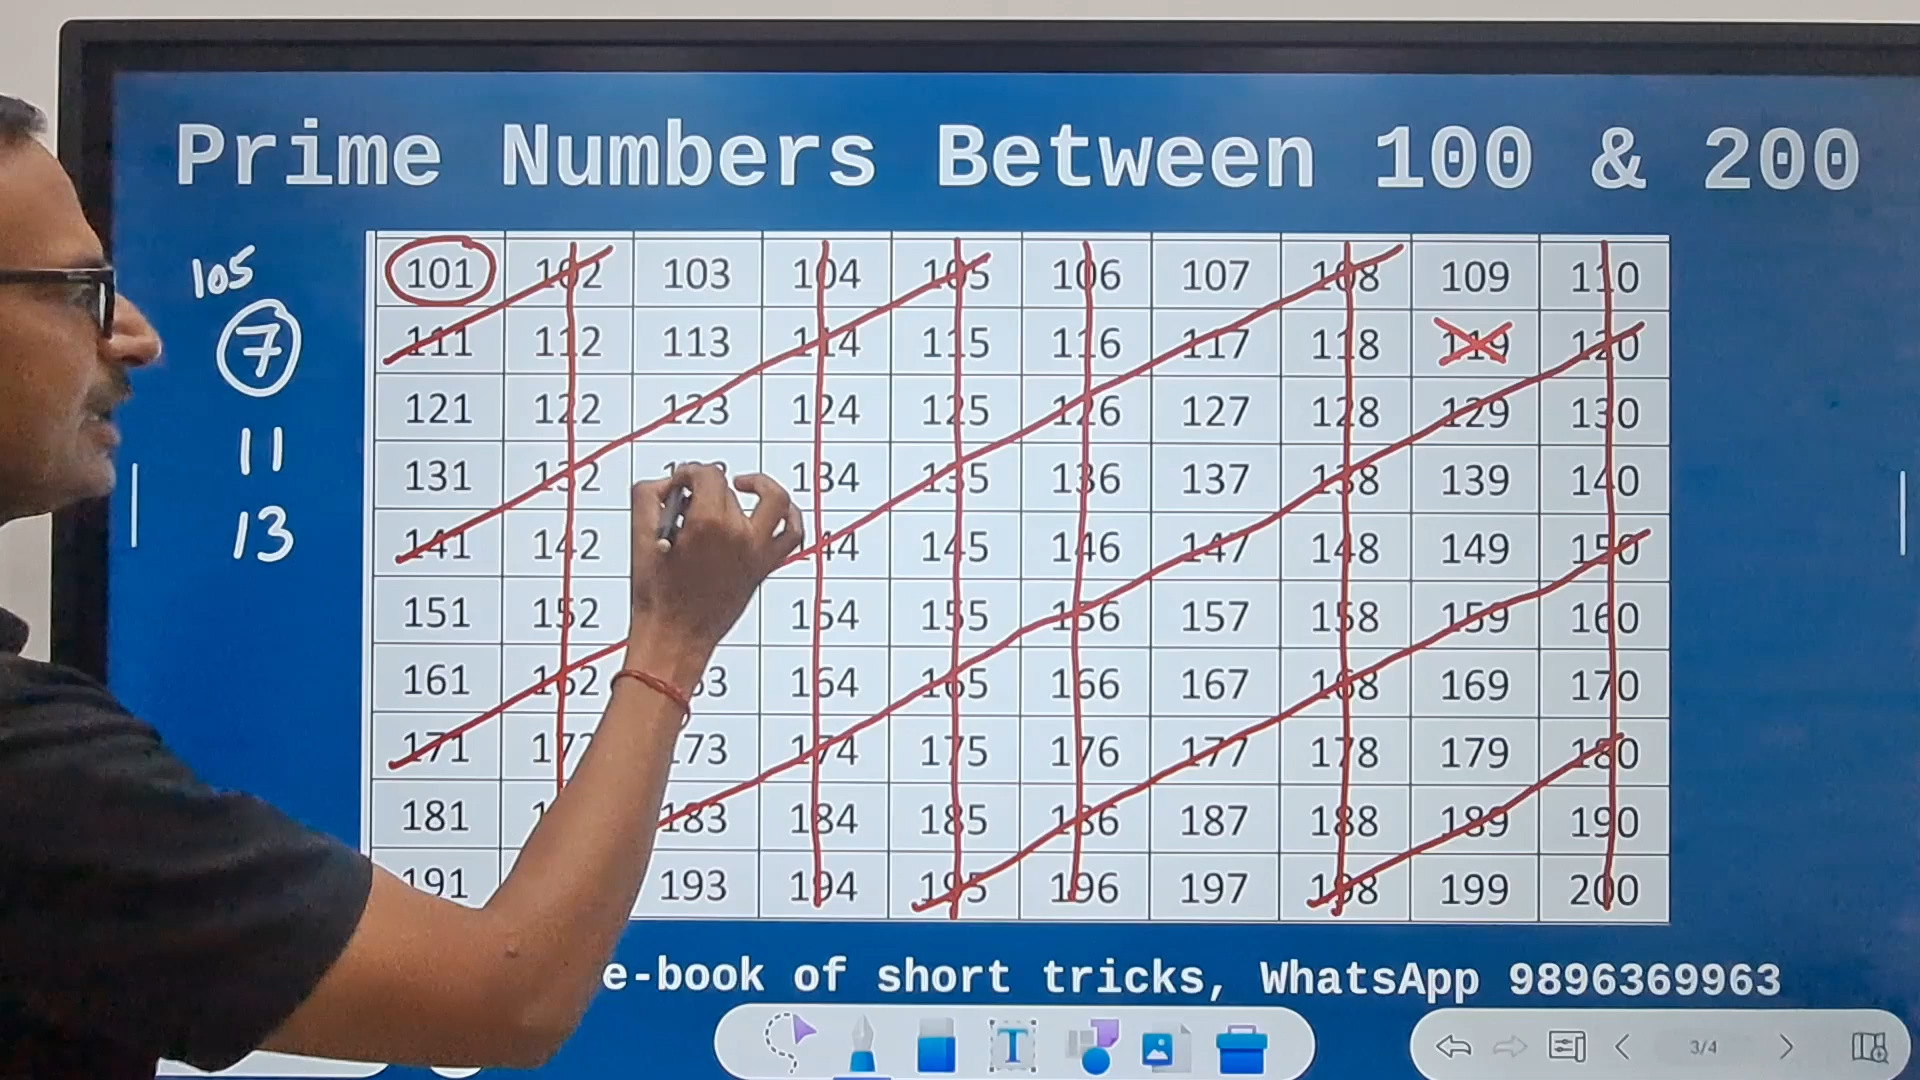 Prime Numbers Between 100 & 200
105
7
11
13
101 102 103 104 105 106 107 108 109 110
111 112 113 114 115 116 117 118 119 120
121 122 123 124 125 126 127 128 129 130
131 132 134 135 136 137 138 139 140
141 142 144 145 146 147 148 149 150
151 152 154 155 156 157 158 159 160
161 162 164 165 166 167 168 169 170
171 172 173 174 175 176 177 178 179 180
181 183 184 185 186 187 188 189 190
191 193 194 195 196 197 198 199 200
e-book of short tricks, WhatsApp 9896369963
T
3/4